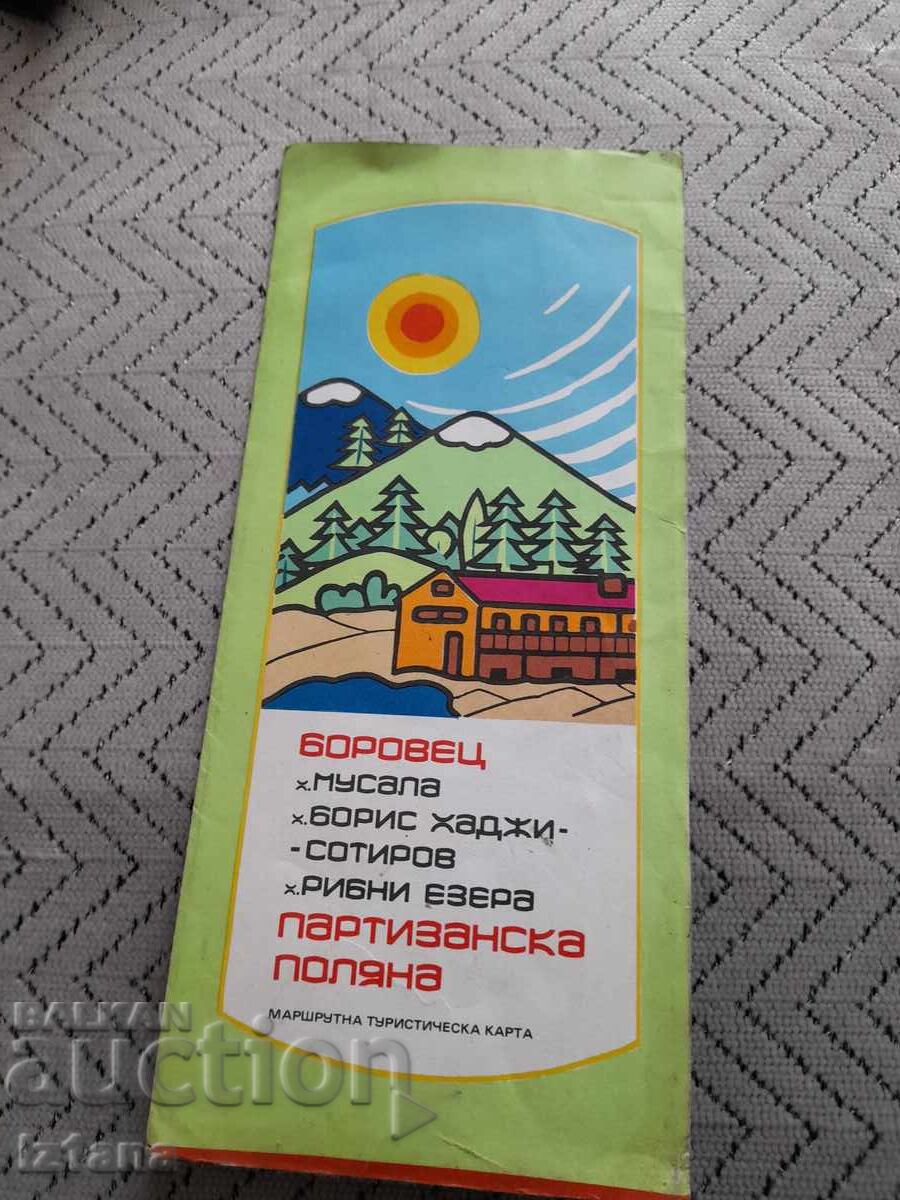 БОРОВЕЦ
х.МУСАЛА
х.БОРИС ХАДЖИ-
-СОТИРОВ
х.РИБНИ ЕЗЕРА
ПАРТИЗАНСКА
ПОЛЯНА
МАРШРУТНА ТУРИСТИЧЕСКА КАРТА
BALKAN
auction
iztana